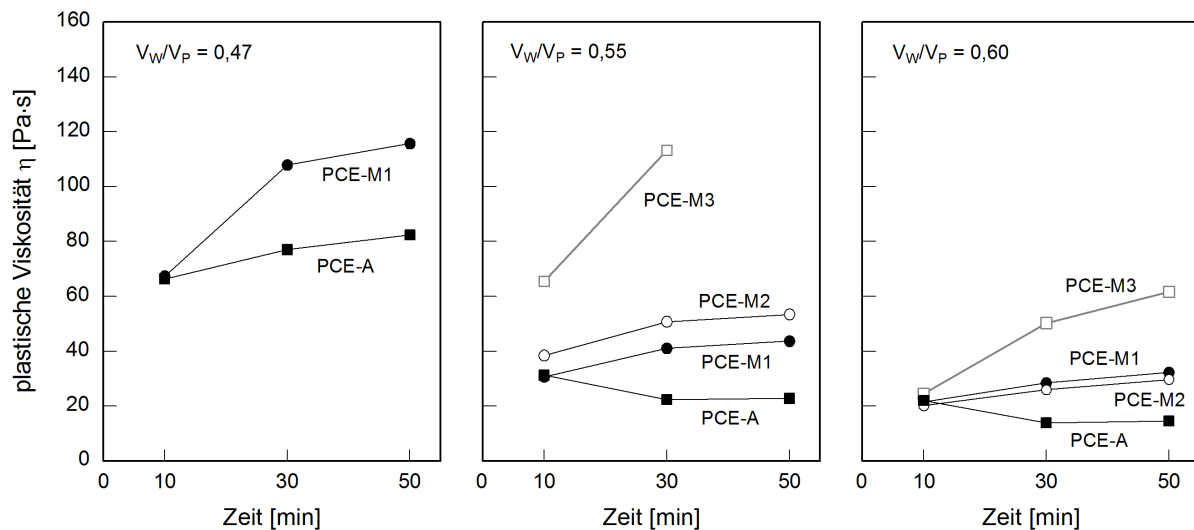 plastische Viskosität η [Pa·s]
160
140
120
100
80
60
40
20
0
V_W/V_P = 0,47
PCE-M1
PCE-A
0 10 30 50
Zeit [min]
V_W/V_P = 0,55
PCE-M3
PCE-M2
PCE-M1
PCE-A
0 10 30 50
Zeit [min]
V_W/V_P = 0,60
PCE-M3
PCE-M1
PCE-M2
PCE-A
0 10 30 50
Zeit [min]